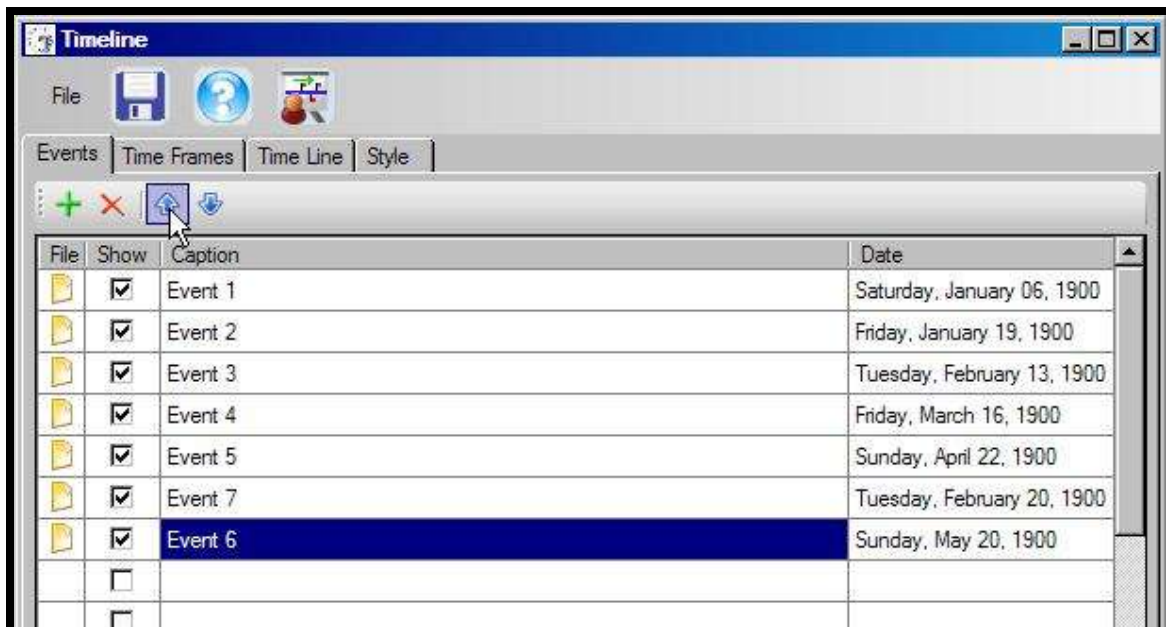 Timeline
File
Events Time Frames Time Line Style
File Show Caption Date
Event 1 Saturday, January 06, 1900
Event 2 Friday, January 19, 1900
Event 3 Tuesday, February 13, 1900
Event 4 Friday, March 16, 1900
Event 5 Sunday, April 22, 1900
Event 7 Tuesday, February 20, 1900
Event 6 Sunday, May 20, 1900